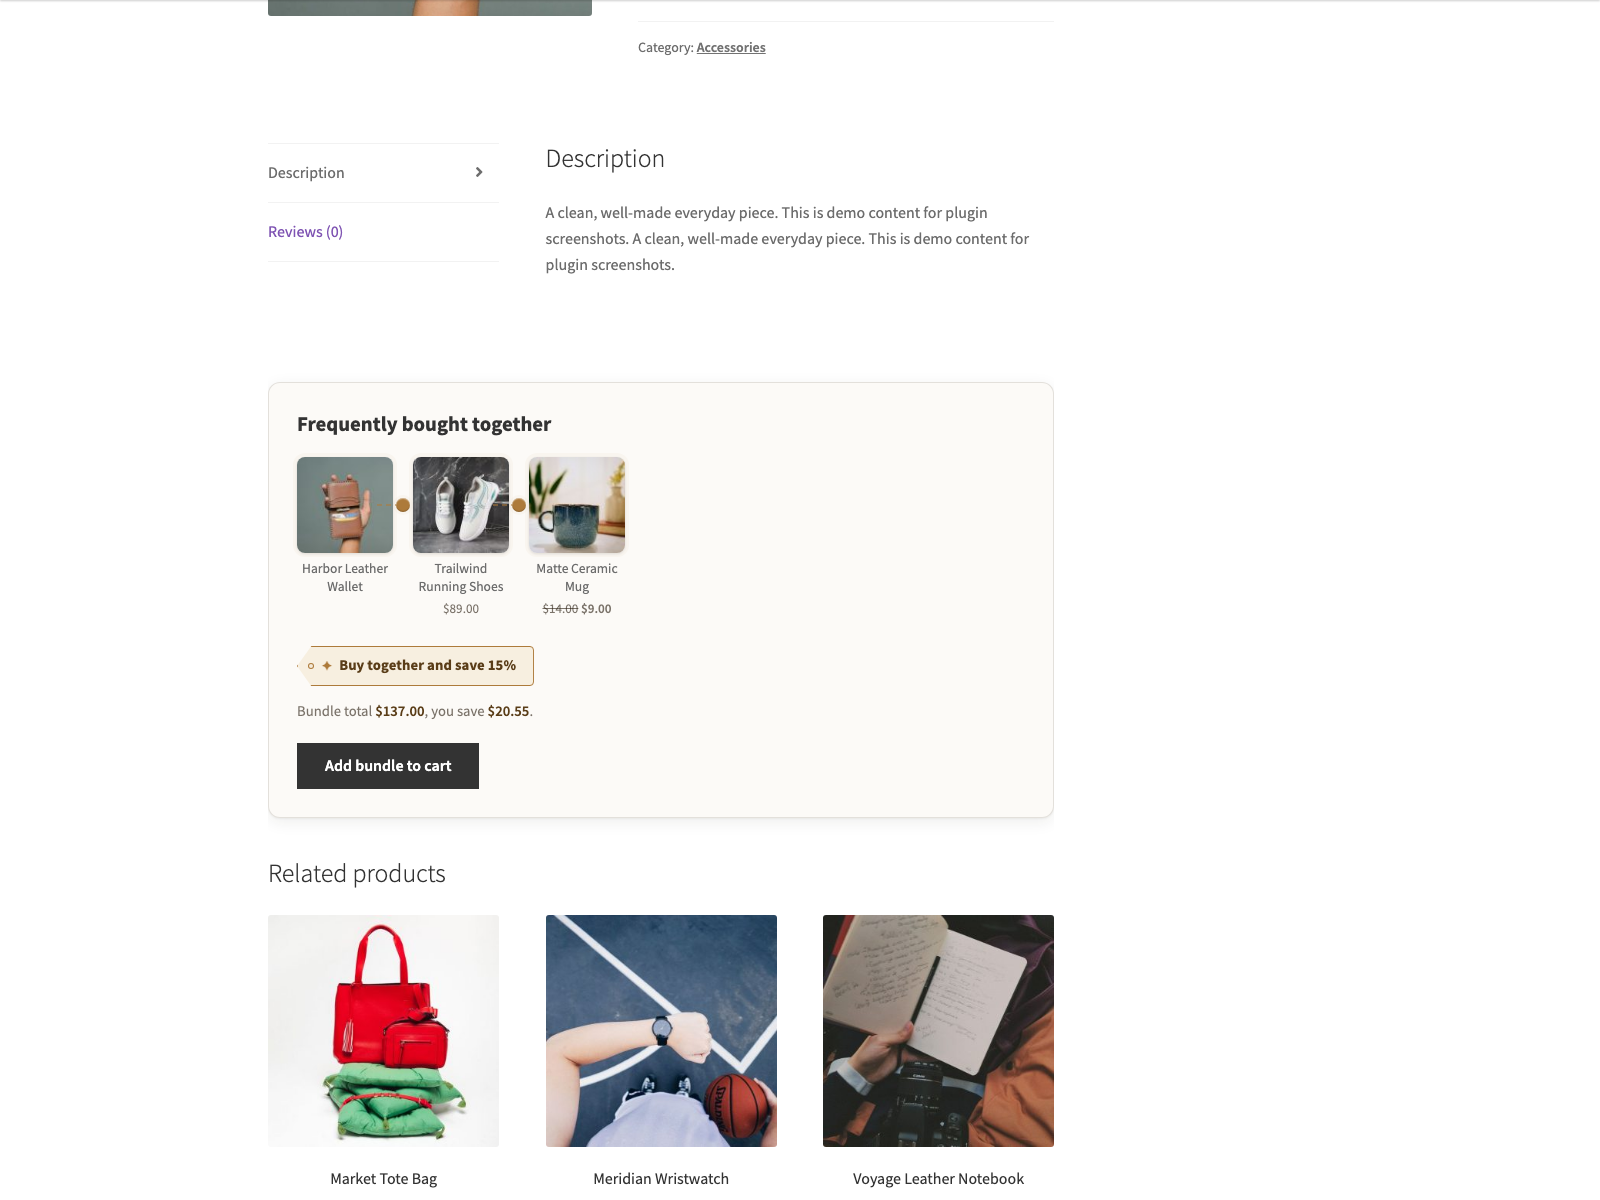 Category: Accessories
Description
Reviews (0)
Description
A clean, well-made everyday piece. This is demo content for plugin
screenshots. A clean, well-made everyday piece. This is demo content for
plugin screenshots.
Frequently bought together
Harbor Leather
Wallet
Trailwind
Running Shoes
$89.00
Matte Ceramic
Mug
$14.00 $9.00
Buy together and save 15%
Bundle total $137.00, you save $20.55.
Add bundle to cart
Related products
SPALDING
Market Tote Bag
Meridian Wristwatch
Voyage Leather Notebook